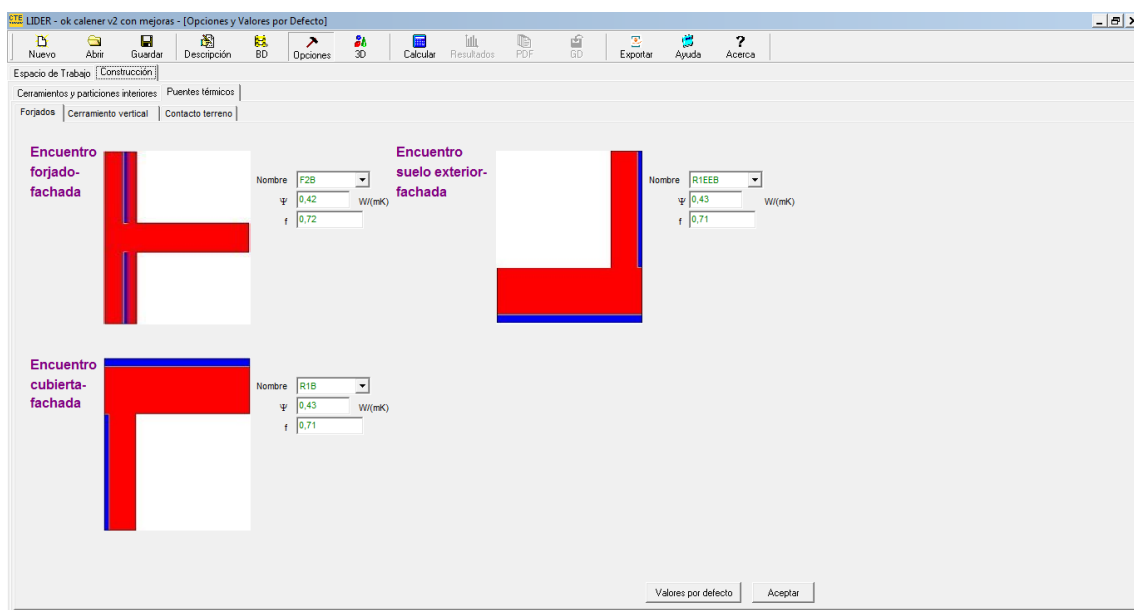 CTE LIDER - ok calener v2 con mejoras - [Opciones y Valores por Defecto]
Nuevo Abrir Guardar Descripción BD Opciones 3D Calcular Resultados PDF GD Exportar Ayuda Acerca
Espacio de Trabajo Construcción
Cerramientos y particiones interiores Puentes térmicos
Forjados Cerramiento vertical Contacto terreno
Encuentro
forjado-
fachada
Nombre F2B
Ψ 0,42 W/(mK)
f 0,72
Encuentro
suelo exterior-
fachada
Nombre R1EEB
Ψ 0,43 W/(mK)
f 0,71
Encuentro
cubierta-
fachada
Nombre R1B
Ψ 0,43 W/(mK)
f 0,71
Valores por defecto Aceptar